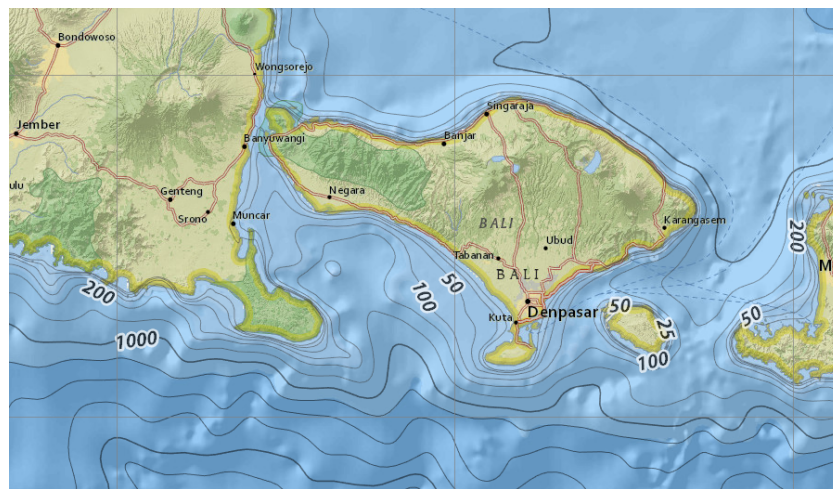 Bondowoso
Wongsorejo
Jember
Singaraja
Banyuwangi
Banjar
ulu
Genteng
Negara
Srono
Muncar
BALI
Karangasem
200
Ubud
Tabanan
M
BALI
50
100
200
50
25
Denpasar
Kuta
1000
100
50